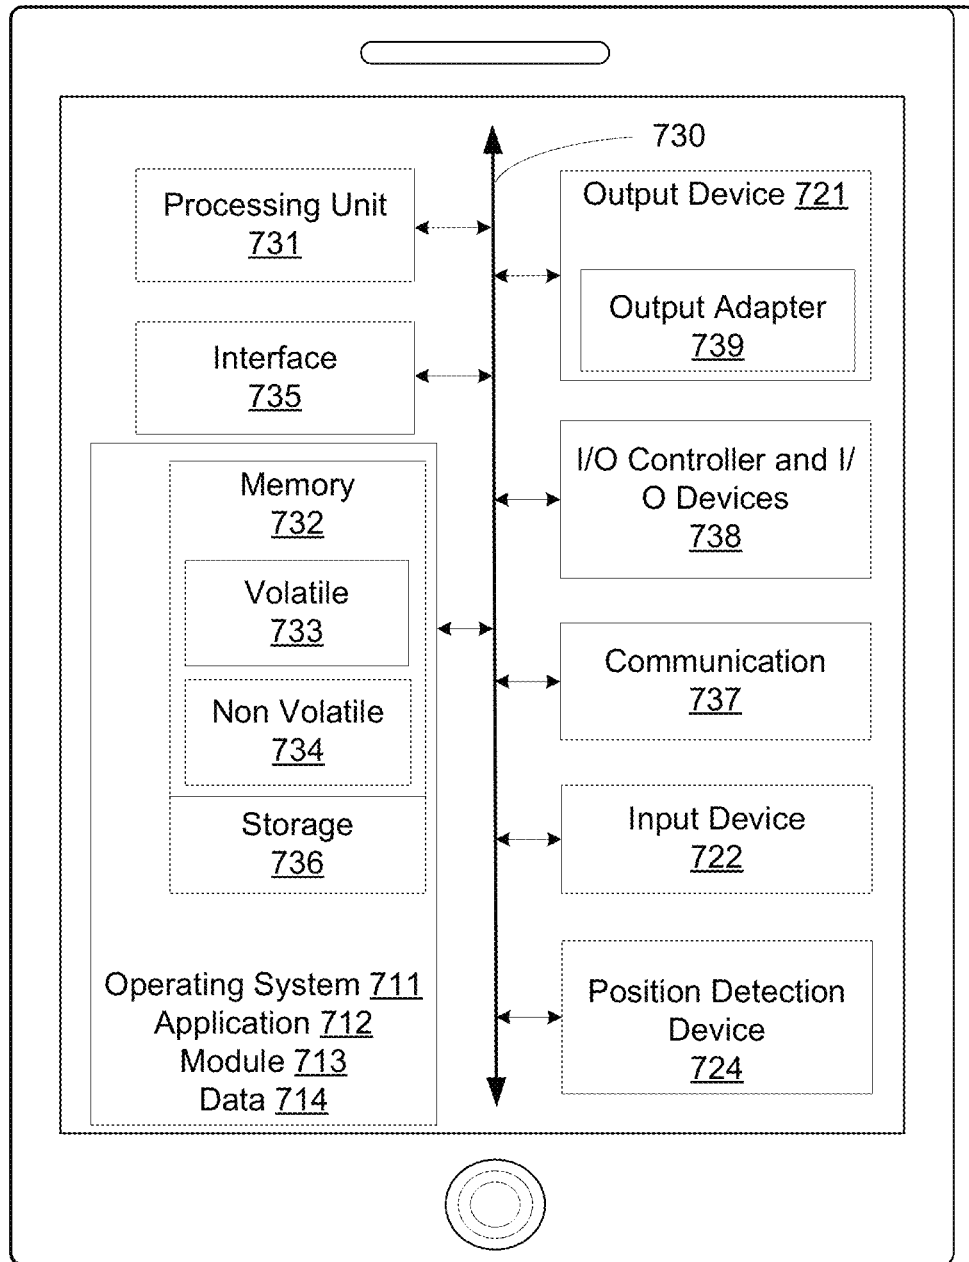 730
Processing Unit
731
Interface
735
Memory
732
Volatile
733
Non Volatile
734
Storage
736
Operating System 711
Application 712
Module 713
Data 714
Output Device 721
Output Adapter
739
I/O Controller and I/
O Devices
738
Communication
737
Input Device
722
Position Detection
Device
724